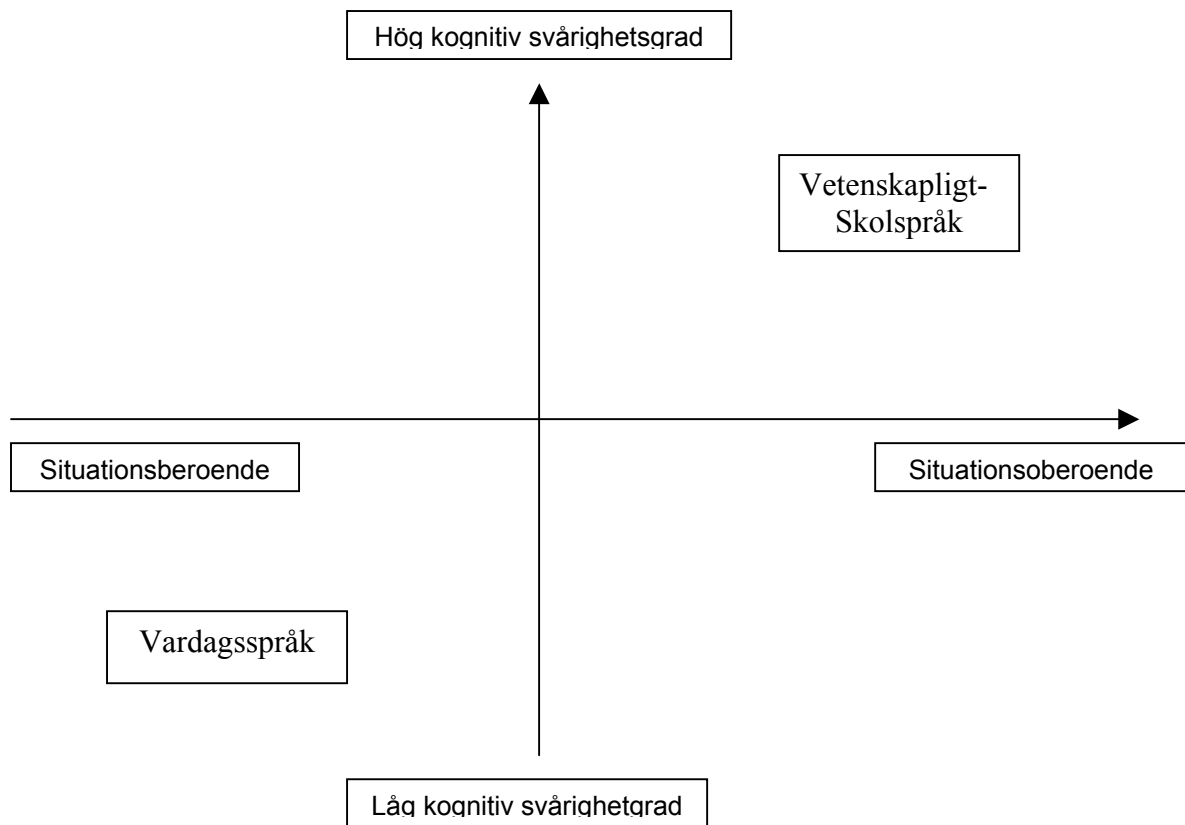 Hög kognitiv svårighetsgrad
Vetenskapligt-
Skolspråk
Situationsberoende
Situationsoberoende
Vardagsspråk
Låg kognitiv svårighetgrad